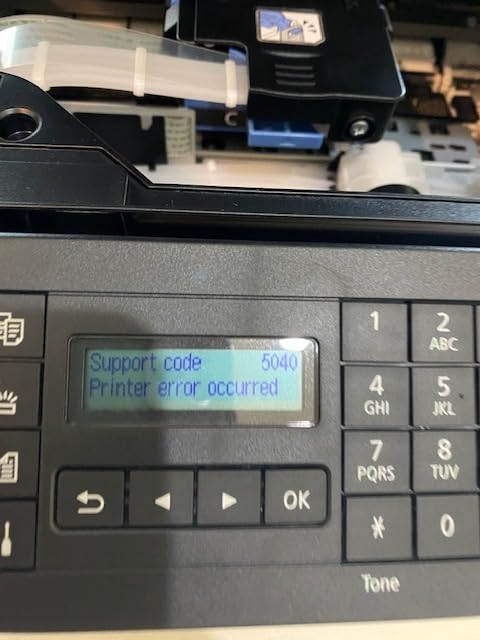 C
Support code 5040
Printer error occurred
1
2
ABC
4
GHI
5
JKL
7
PQRS
8
TUV
OK
*
0
Tone